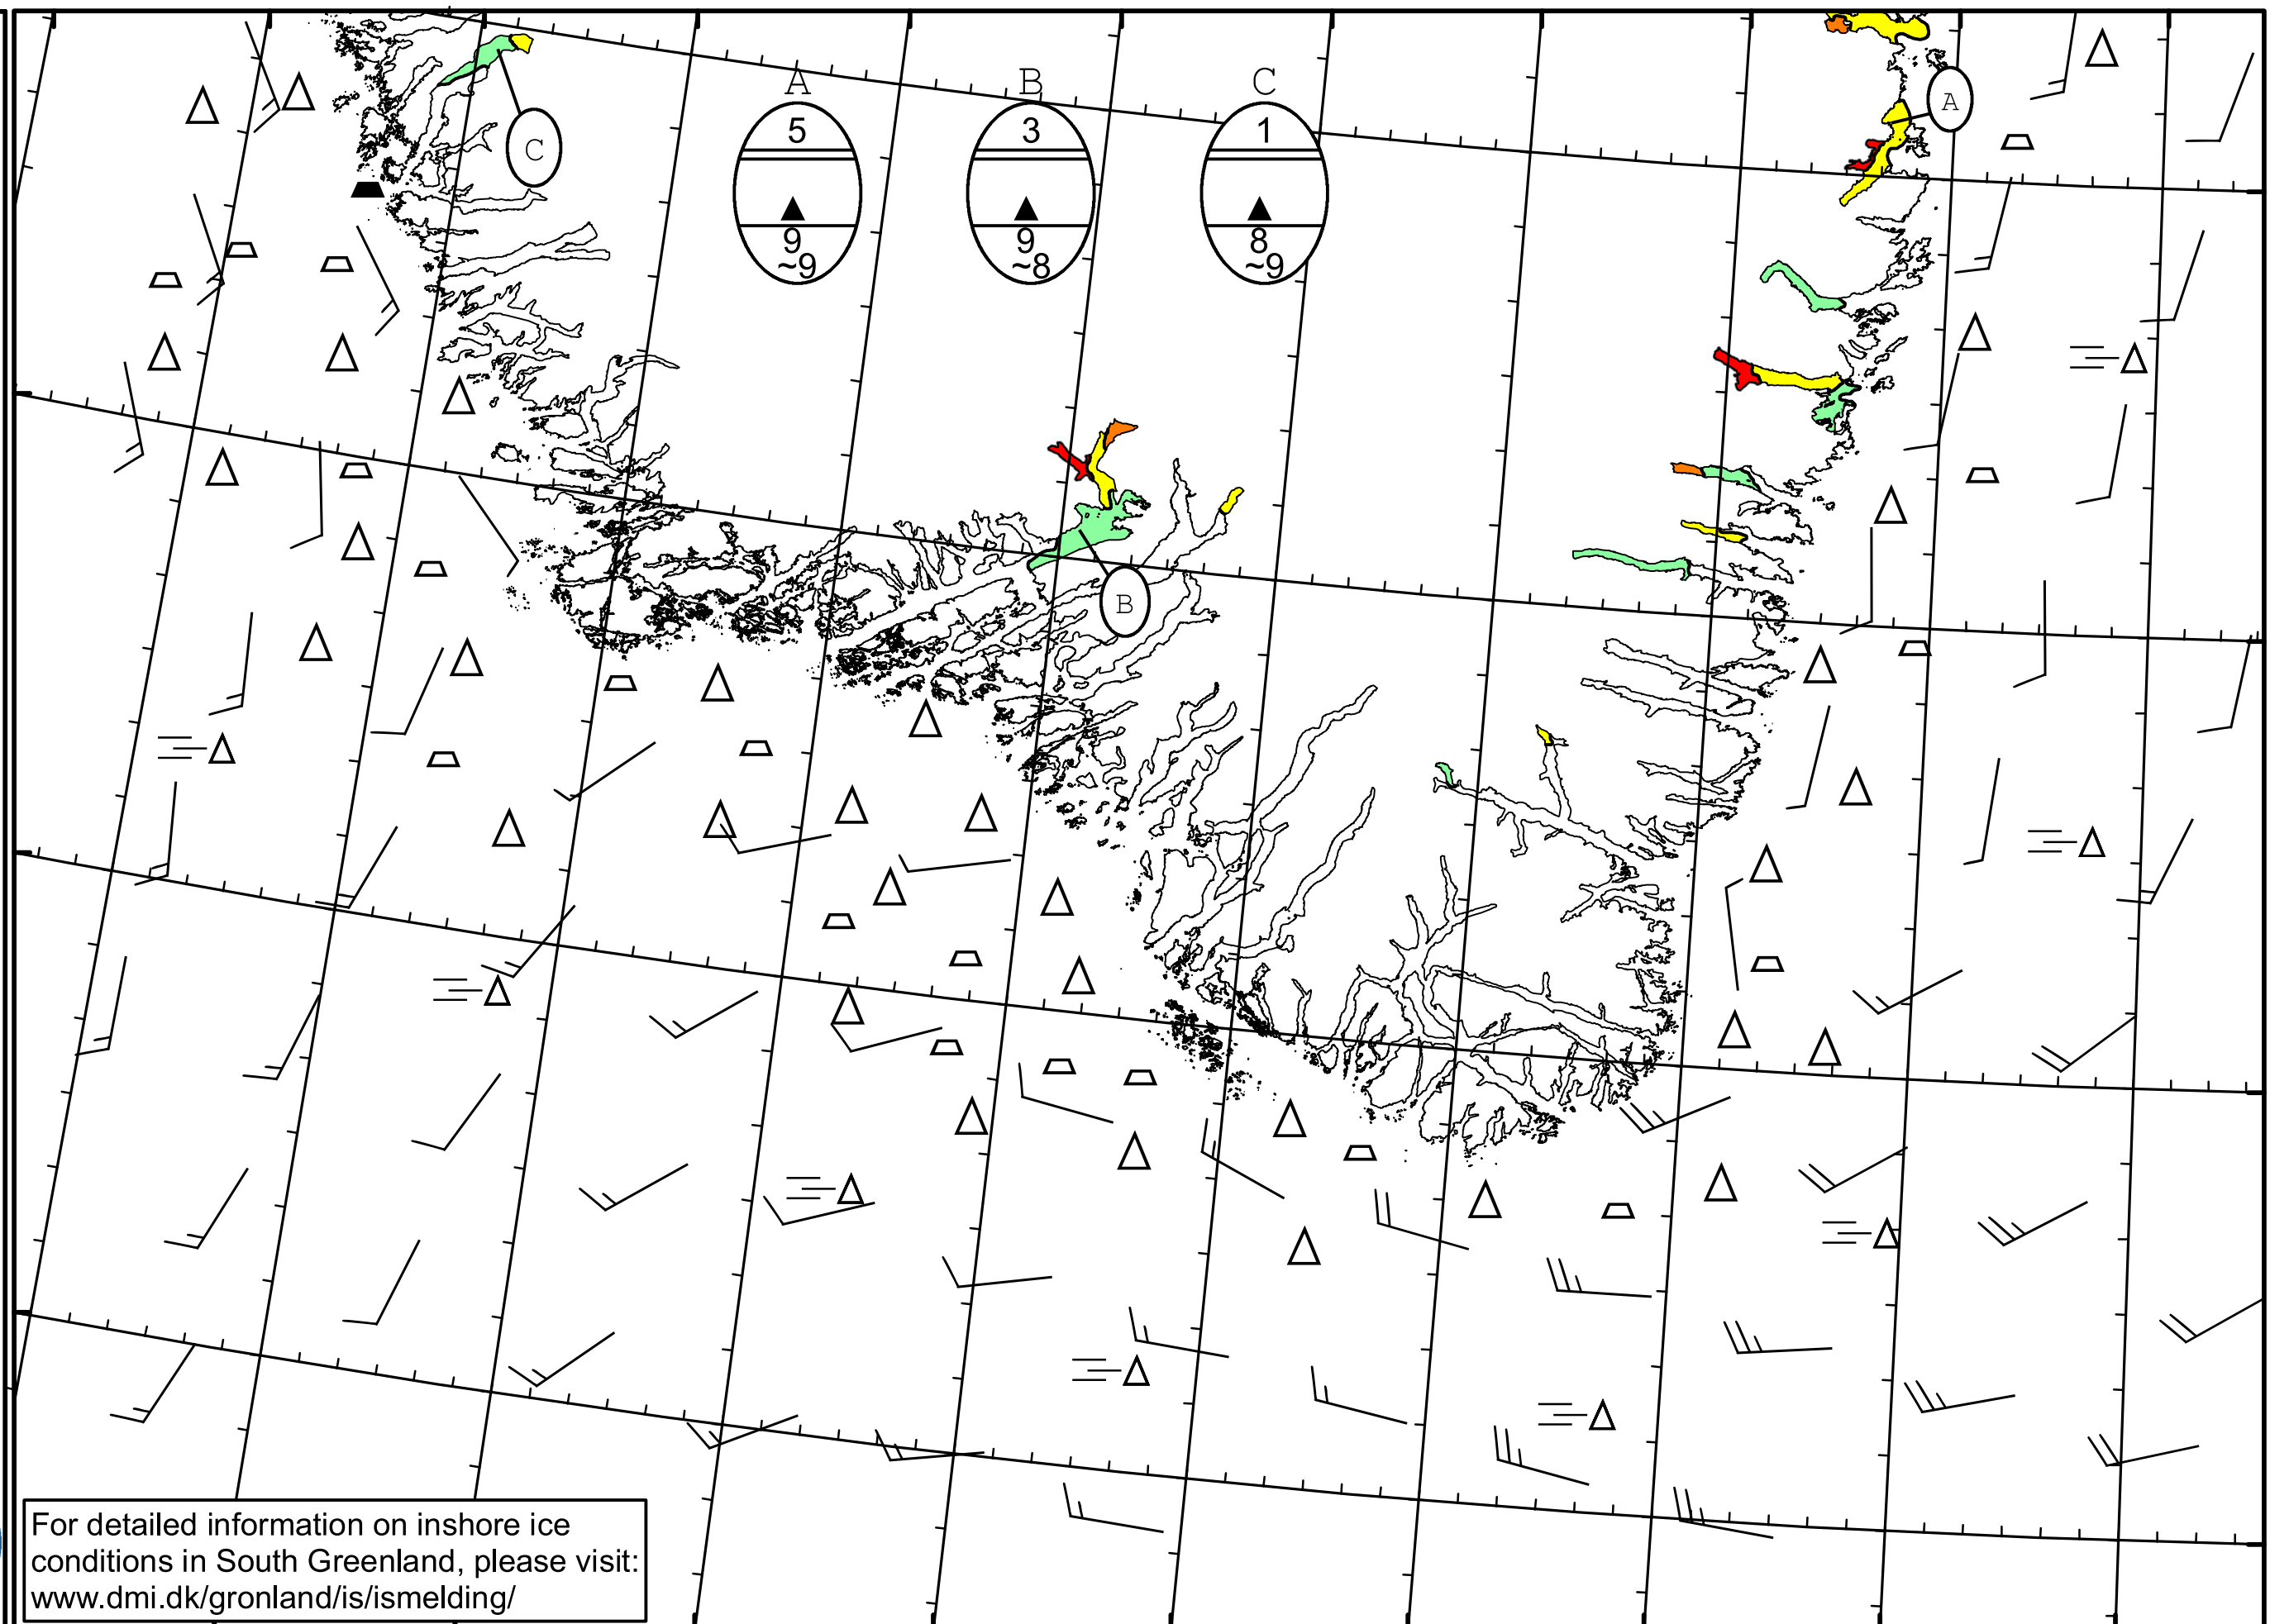 A B C
5 3 1
9 9 8
~9 ~8 ~9
A
C
B
For detailed information on inshore ice
conditions in South Greenland, please visit:
www.dmi.dk/gronland/is/ismelding/